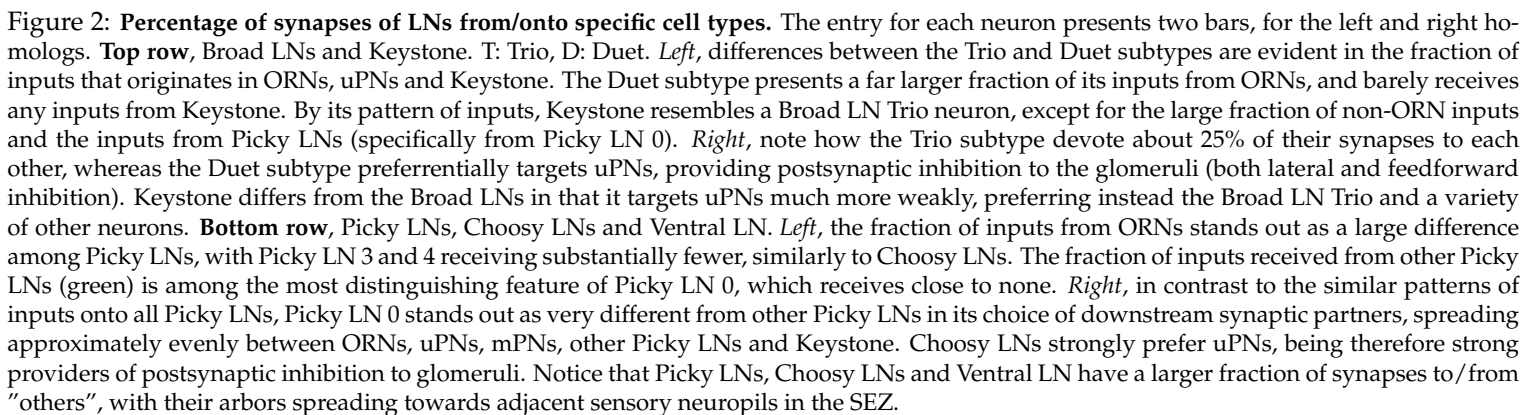 Figure 2: Percentage of synapses of LNs from/onto specific cell types. The entry for each neuron presents two bars, for the left and right ho-
mologs. Top row, Broad LNs and Keystone. T: Trio, D: Duet. Left, differences between the Trio and Duet subtypes are evident in the fraction of
inputs that originates in ORNs, uPNs and Keystone. The Duet subtype presents a far larger fraction of its inputs from ORNs, and barely receives
any inputs from Keystone. By its pattern of inputs, Keystone resembles a Broad LN Trio neuron, except for the large fraction of non-ORN inputs
and the inputs from Picky LNs (specifically from Picky LN 0). Right, note how the Trio subtype devote about 25% of their synapses to each
other, whereas the Duet subtype preferrentially targets uPNs, providing postsynaptic inhibition to the glomeruli (both lateral and feedforward
inhibition). Keystone differs from the Broad LNs in that it targets uPNs much more weakly, preferring instead the Broad LN Trio and a variety
of other neurons. Bottom row, Picky LNs, Choosy LNs and Ventral LN. Left, the fraction of inputs from ORNs stands out as a large difference
among Picky LNs, with Picky LN 3 and 4 receiving substantially fewer, similarly to Choosy LNs. The fraction of inputs received from other Picky
LNs (green) is among the most distinguishing feature of Picky LN 0, which receives close to none. Right, in contrast to the similar patterns of
inputs onto all Picky LNs, Picky LN 0 stands out as very different from other Picky LNs in its choice of downstream synaptic partners, spreading
approximately evenly between ORNs, uPNs, mPNs, other Picky LNs and Keystone. Choosy LNs strongly prefer uPNs, being therefore strong
providers of postsynaptic inhibition to glomeruli. Notice that Picky LNs, Choosy LNs and Ventral LN have a larger fraction of synapses to/from
"others", with their arbors spreading towards adjacent sensory neuropils in the SEZ.